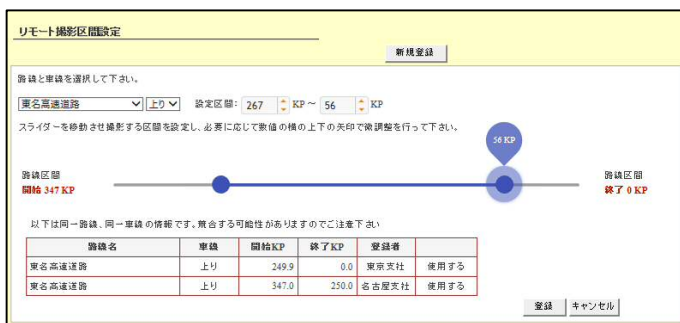 リモート撮影区間設定
新規登録
路線と車線を選択して下さい。
東名高速道路 上り 設定区間: 267 KP ~ 56 KP
スライダーを移動させ撮影する区間を設定し、必要に応じて数値の横の上下の矢印で微調整を行って下さい。
56 KP
路線区間
開始 347 KP
路線区間
終了 0 KP
以下は同一路線、同一車線の情報です。競合する可能性がありますのでご注意下さい
路線名 車線 開始KP 終了KP 登録者
東名高速道路 上り 249.9 0.0 東京支社 使用する
東名高速道路 上り 347.0 250.0 名古屋支社 使用する
登録 キャンセル